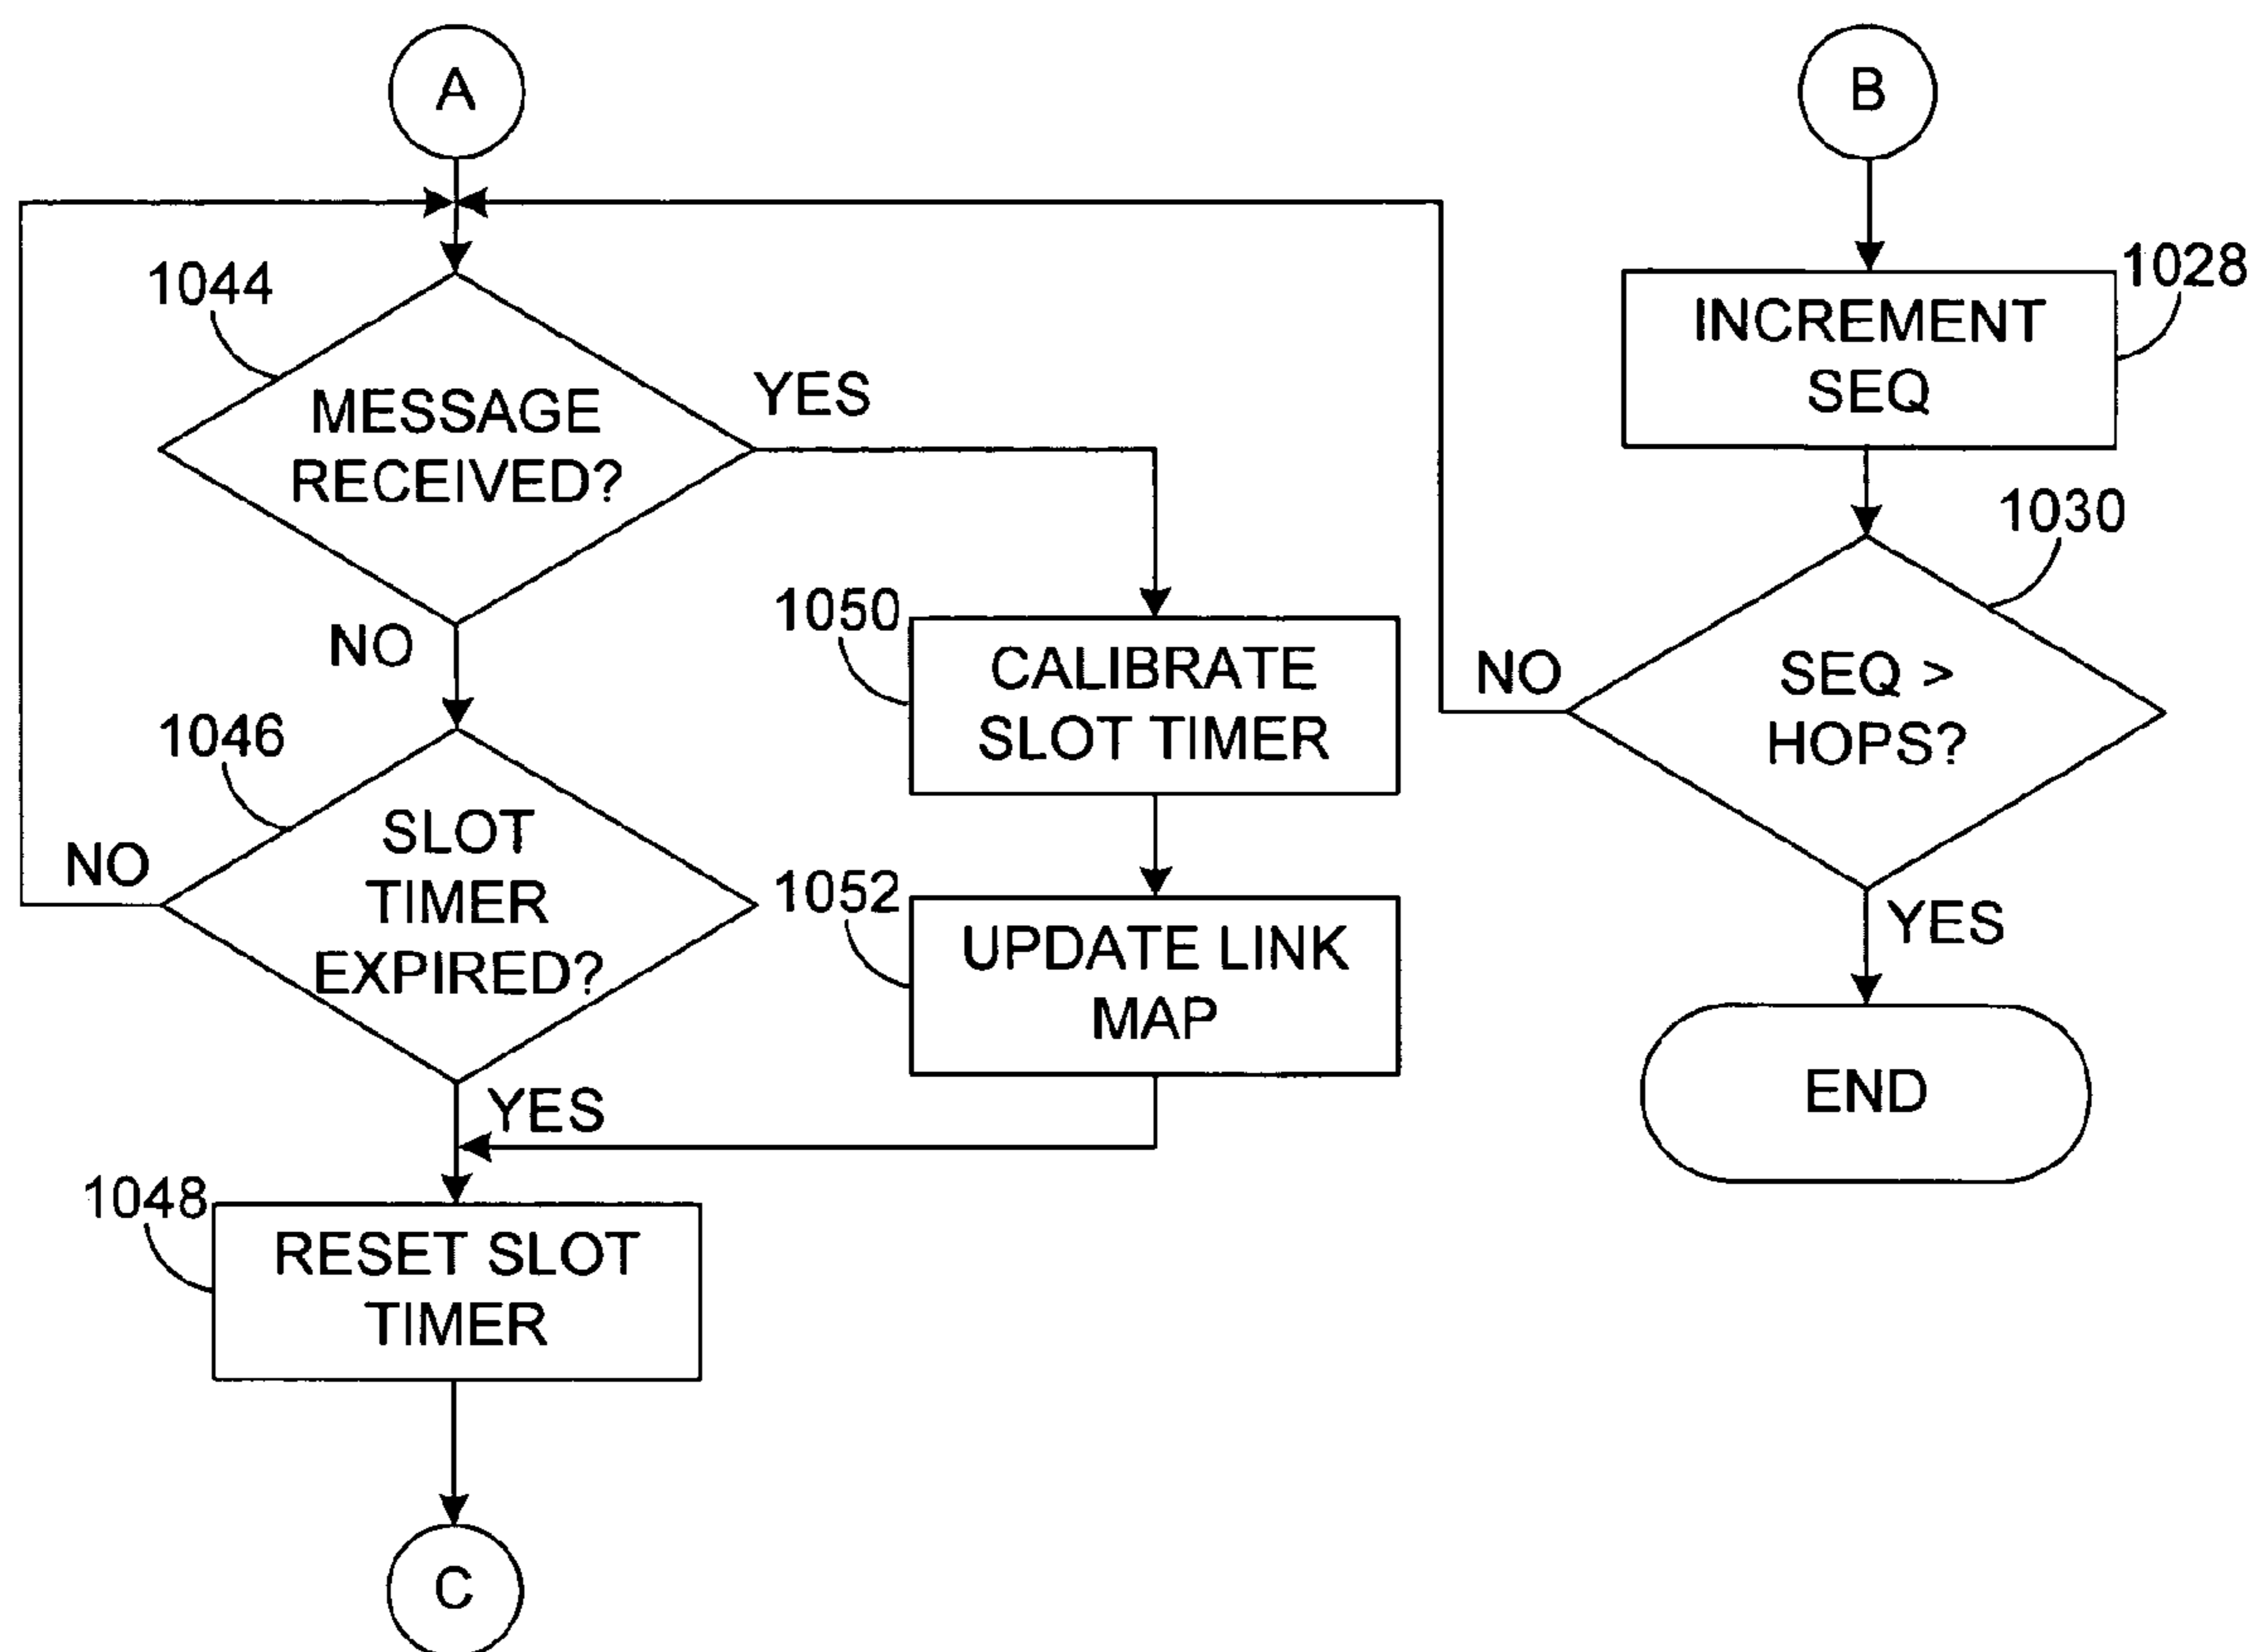 A
B
1044
MESSAGE
RECEIVED?
YES
NO
1028
INCREMENT
SEQ
1030
SEQ >
HOPS?
NO
YES
END
1050
CALIBRATE
SLOT TIMER
1052
UPDATE LINK
MAP
1046
SLOT
TIMER
EXPIRED?
NO
YES
1048
RESET SLOT
TIMER
C